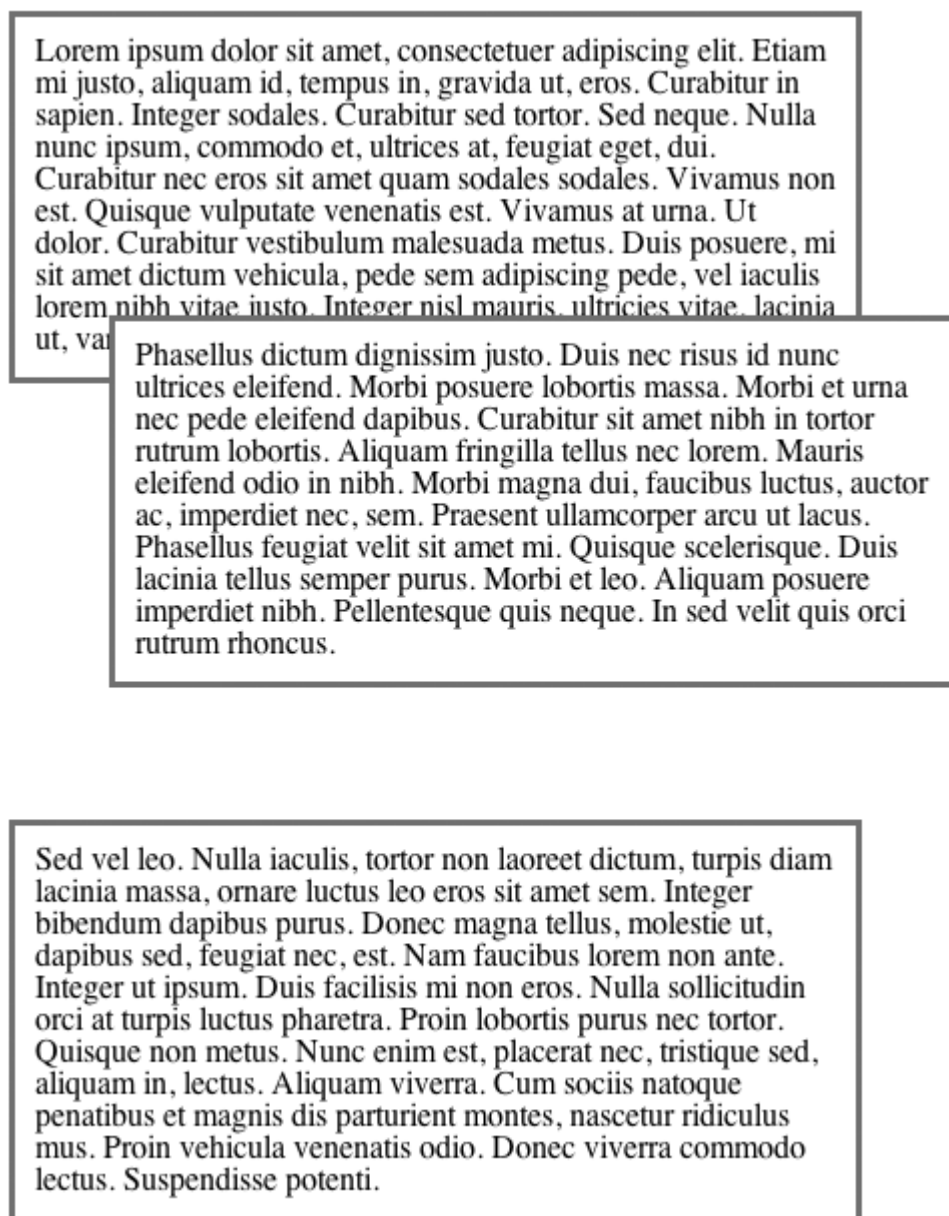 Lorem ipsum dolor sit amet, consectetuer adipiscing elit. Etiam
mi justo, aliquam id, tempus in, gravida ut, eros. Curabitur in
sapien. Integer sodales. Curabitur sed tortor. Sed neque. Nulla
nunc ipsum, commodo et, ultrices at, feugiat eget, dui.
Curabitur nec eros sit amet quam sodales sodales. Vivamus non
est. Quisque vulputate venenatis est. Vivamus at urna. Ut
dolor. Curabitur vestibulum malesuada metus. Duis posuere, mi
sit amet dictum vehicula, pede sem adipiscing pede, vel iaculis
lorem nibh vitae justo. Integer nisl mauris, ultricies vitae, lacinia
ut,
Phasellus dictum dignissim justo. Duis nec risus id nunc
ultrices eleifend. Morbi posuere lobortis massa. Morbi et urna
nec pede eleifend dapibus. Curabitur sit amet nibh in tortor
rutrum lobortis. Aliquam fringilla tellus nec lorem. Mauris
eleifend odio in nibh. Morbi magna dui, faucibus luctus, auctor
ac, imperdiet nec, sem. Praesent ullamcorper arcu ut lacus.
Phasellus feugiat velit sit amet mi. Quisque scelerisque. Duis
lacinia tellus semper purus. Morbi et leo. Aliquam posuere
imperdiet nibh. Pellentesque quis neque. In sed velit quis orci
rutrum rhoncus.
Sed vel leo. Nulla iaculis, tortor non laoreet dictum, turpis diam
lacinia massa, ornare luctus leo eros sit amet sem. Integer
bibendum dapibus purus. Donec magna tellus, molestie ut,
dapibus sed, feugiat nec, est. Nam faucibus lorem non ante.
Integer ut ipsum. Duis facilisis mi non eros. Nulla sollicitudin
orci at turpis luctus pharetra. Proin lobortis purus nec tortor.
Quisque non metus. Nunc enim est, placerat nec, tristique sed,
aliquam in, lectus. Aliquam viverra. Cum sociis natoque
penatibus et magnis dis parturient montes, nascetur ridiculus
mus. Proin vehicula venenatis odio. Donec viverra commodo
lectus. Suspendisse potenti.